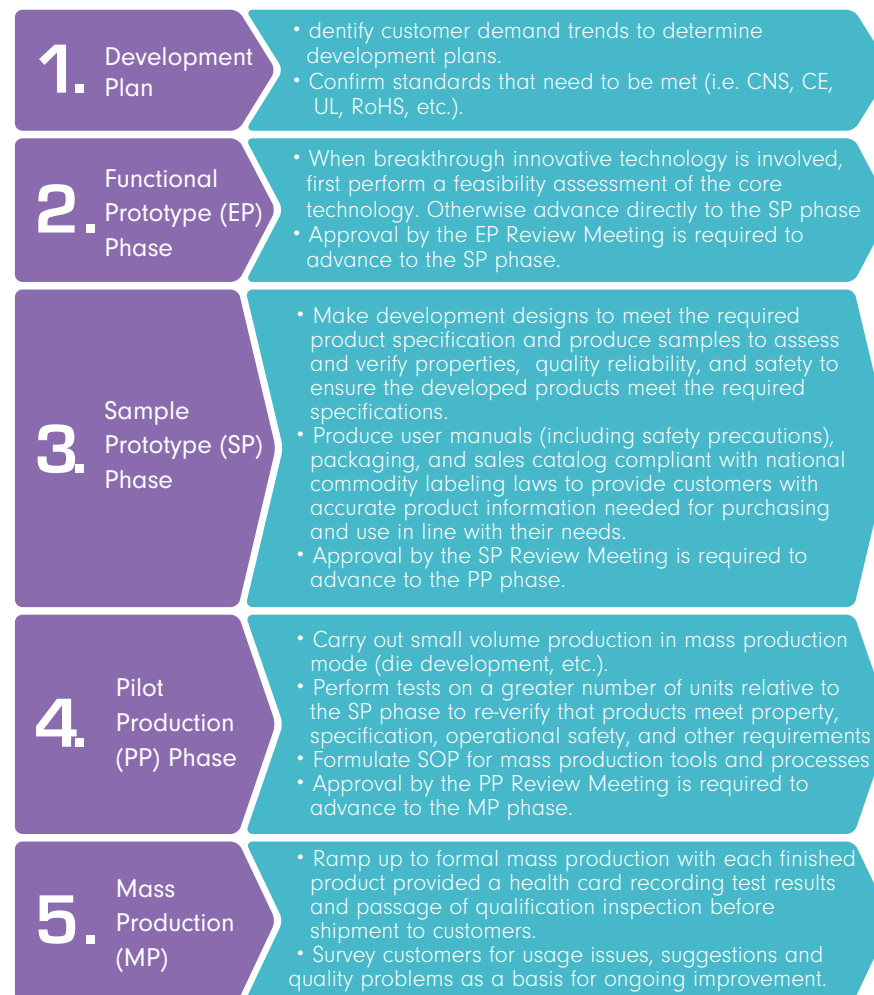 1. Development
Plan
• dentify customer demand trends to determine
development plans.
• Confirm standards that need to be met (i.e. CNS, CE,
UL, RoHS, etc.).
2. Functional
Prototype (EP)
Phase
• When breakthrough innovative technology is involved,
first perform a feasibility assessment of the core
technology. Otherwise advance directly to the SP phase
• Approval by the EP Review Meeting is required to
advance to the SP phase.
3. Sample
Prototype (SP)
Phase
• Make development designs to meet the required
product specification and produce samples to assess
and verify properties, quality reliability, and safety to
ensure the developed products meet the required
specifications.
• Produce user manuals (including safety precautions),
packaging, and sales catalog compliant with national
commodity labeling laws to provide customers with
accurate product information needed for purchasing
and use in line with their needs.
• Approval by the SP Review Meeting is required to
advance to the PP phase.
4. Pilot
Production
(PP) Phase
• Carry out small volume production in mass production
mode (die development, etc.).
• Perform tests on a greater number of units relative to
the SP phase to re-verify that products meet property,
specification, operational safety, and other requirements
• Formulate SOP for mass production tools and processes
• Approval by the PP Review Meeting is required to
advance to the MP phase.
5. Mass
Production
(MP)
• Ramp up to formal mass production with each finished
product provided a health card recording test results
and passage of qualification inspection before
shipment to customers.
• Survey customers for usage issues, suggestions and
quality problems as a basis for ongoing improvement.